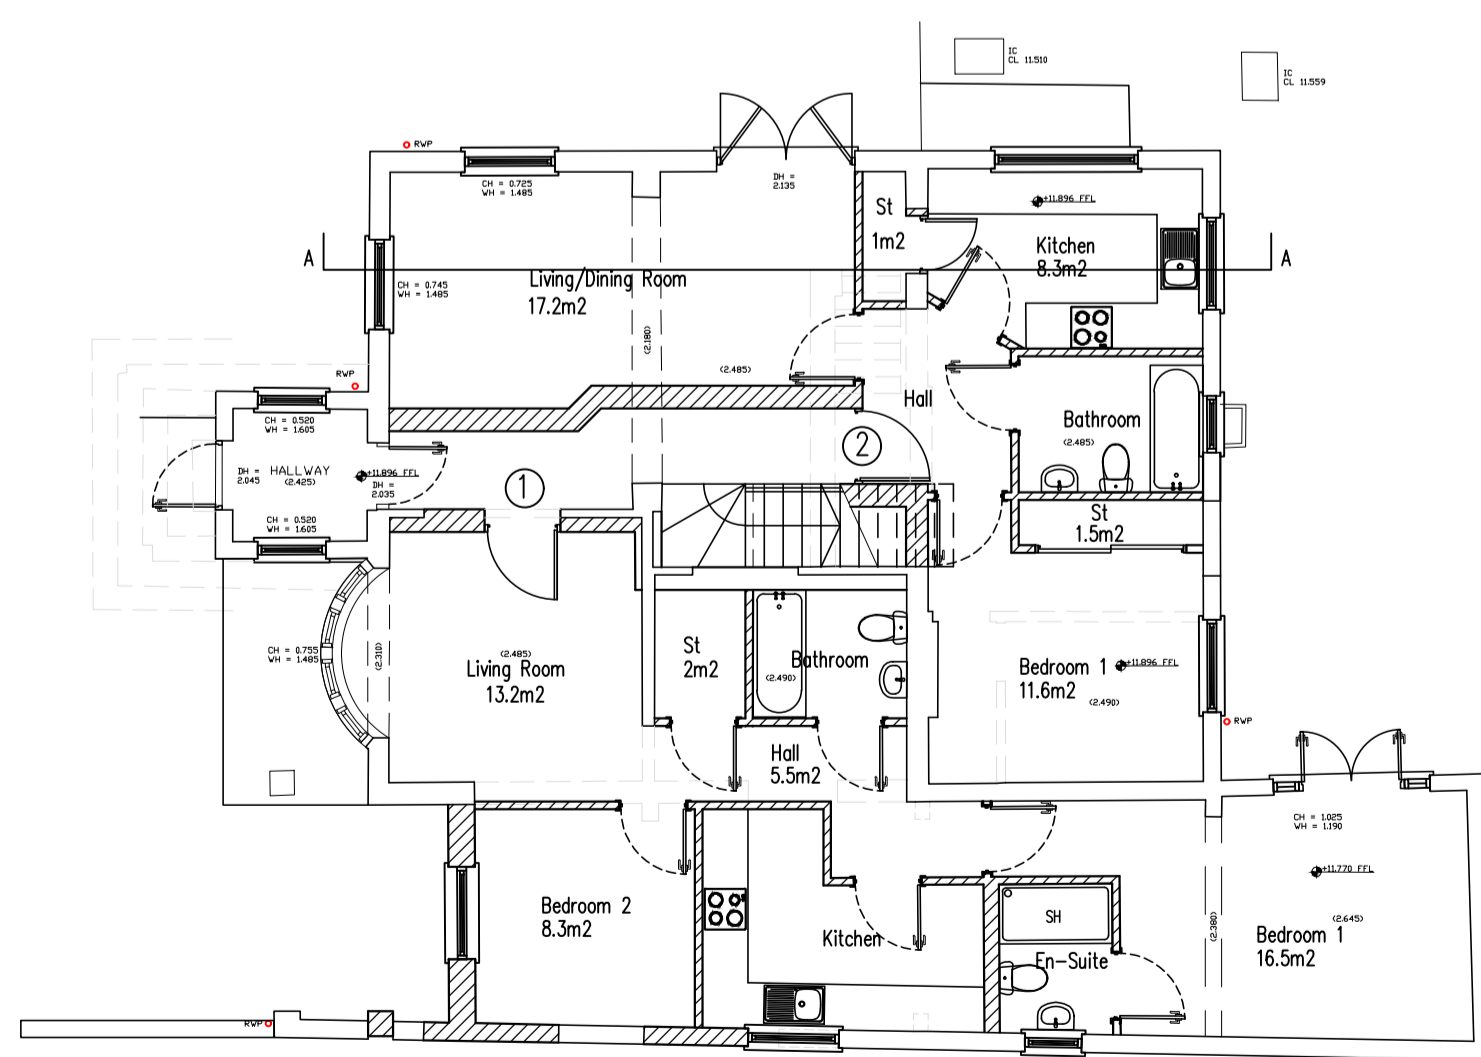 IC
CL 11.510
IC
CL 11.559
RWP
CH = 0.725
WH = 1.485
DH =
2.135
St
1m2
+11.896 FFL
Kitchen
8.3m2
A
A
Living/Dining Room
17.2m2
CH = 0.745
WH = 1.485
(2.180)
(2.485)
RWP
Hall
CH = 0.520
WH = 1.605
Bathroom
(2.485)
2
HALLWAY
(2.425)
DH =
2.045
+11.896 FFL
DH =
2.035
1
St
1.5m2
CH = 0.520
WH = 1.605
CH = 0.755
WH = 1.485
(2.310)
(2.485)
Living Room
13.2m2
St
2m2
Bathroom
(2.490)
Bedroom 1
11.6m2
+11.896 FFL
(2.490)
RWP
Hall
5.5m2
CH = 1.025
WH = 1.190
+11.770 FFL
Bedroom 2
8.3m2
Kitchen
SH
En-Suite
(2.380)
(2.645)
Bedroom 1
16.5m2
RWP